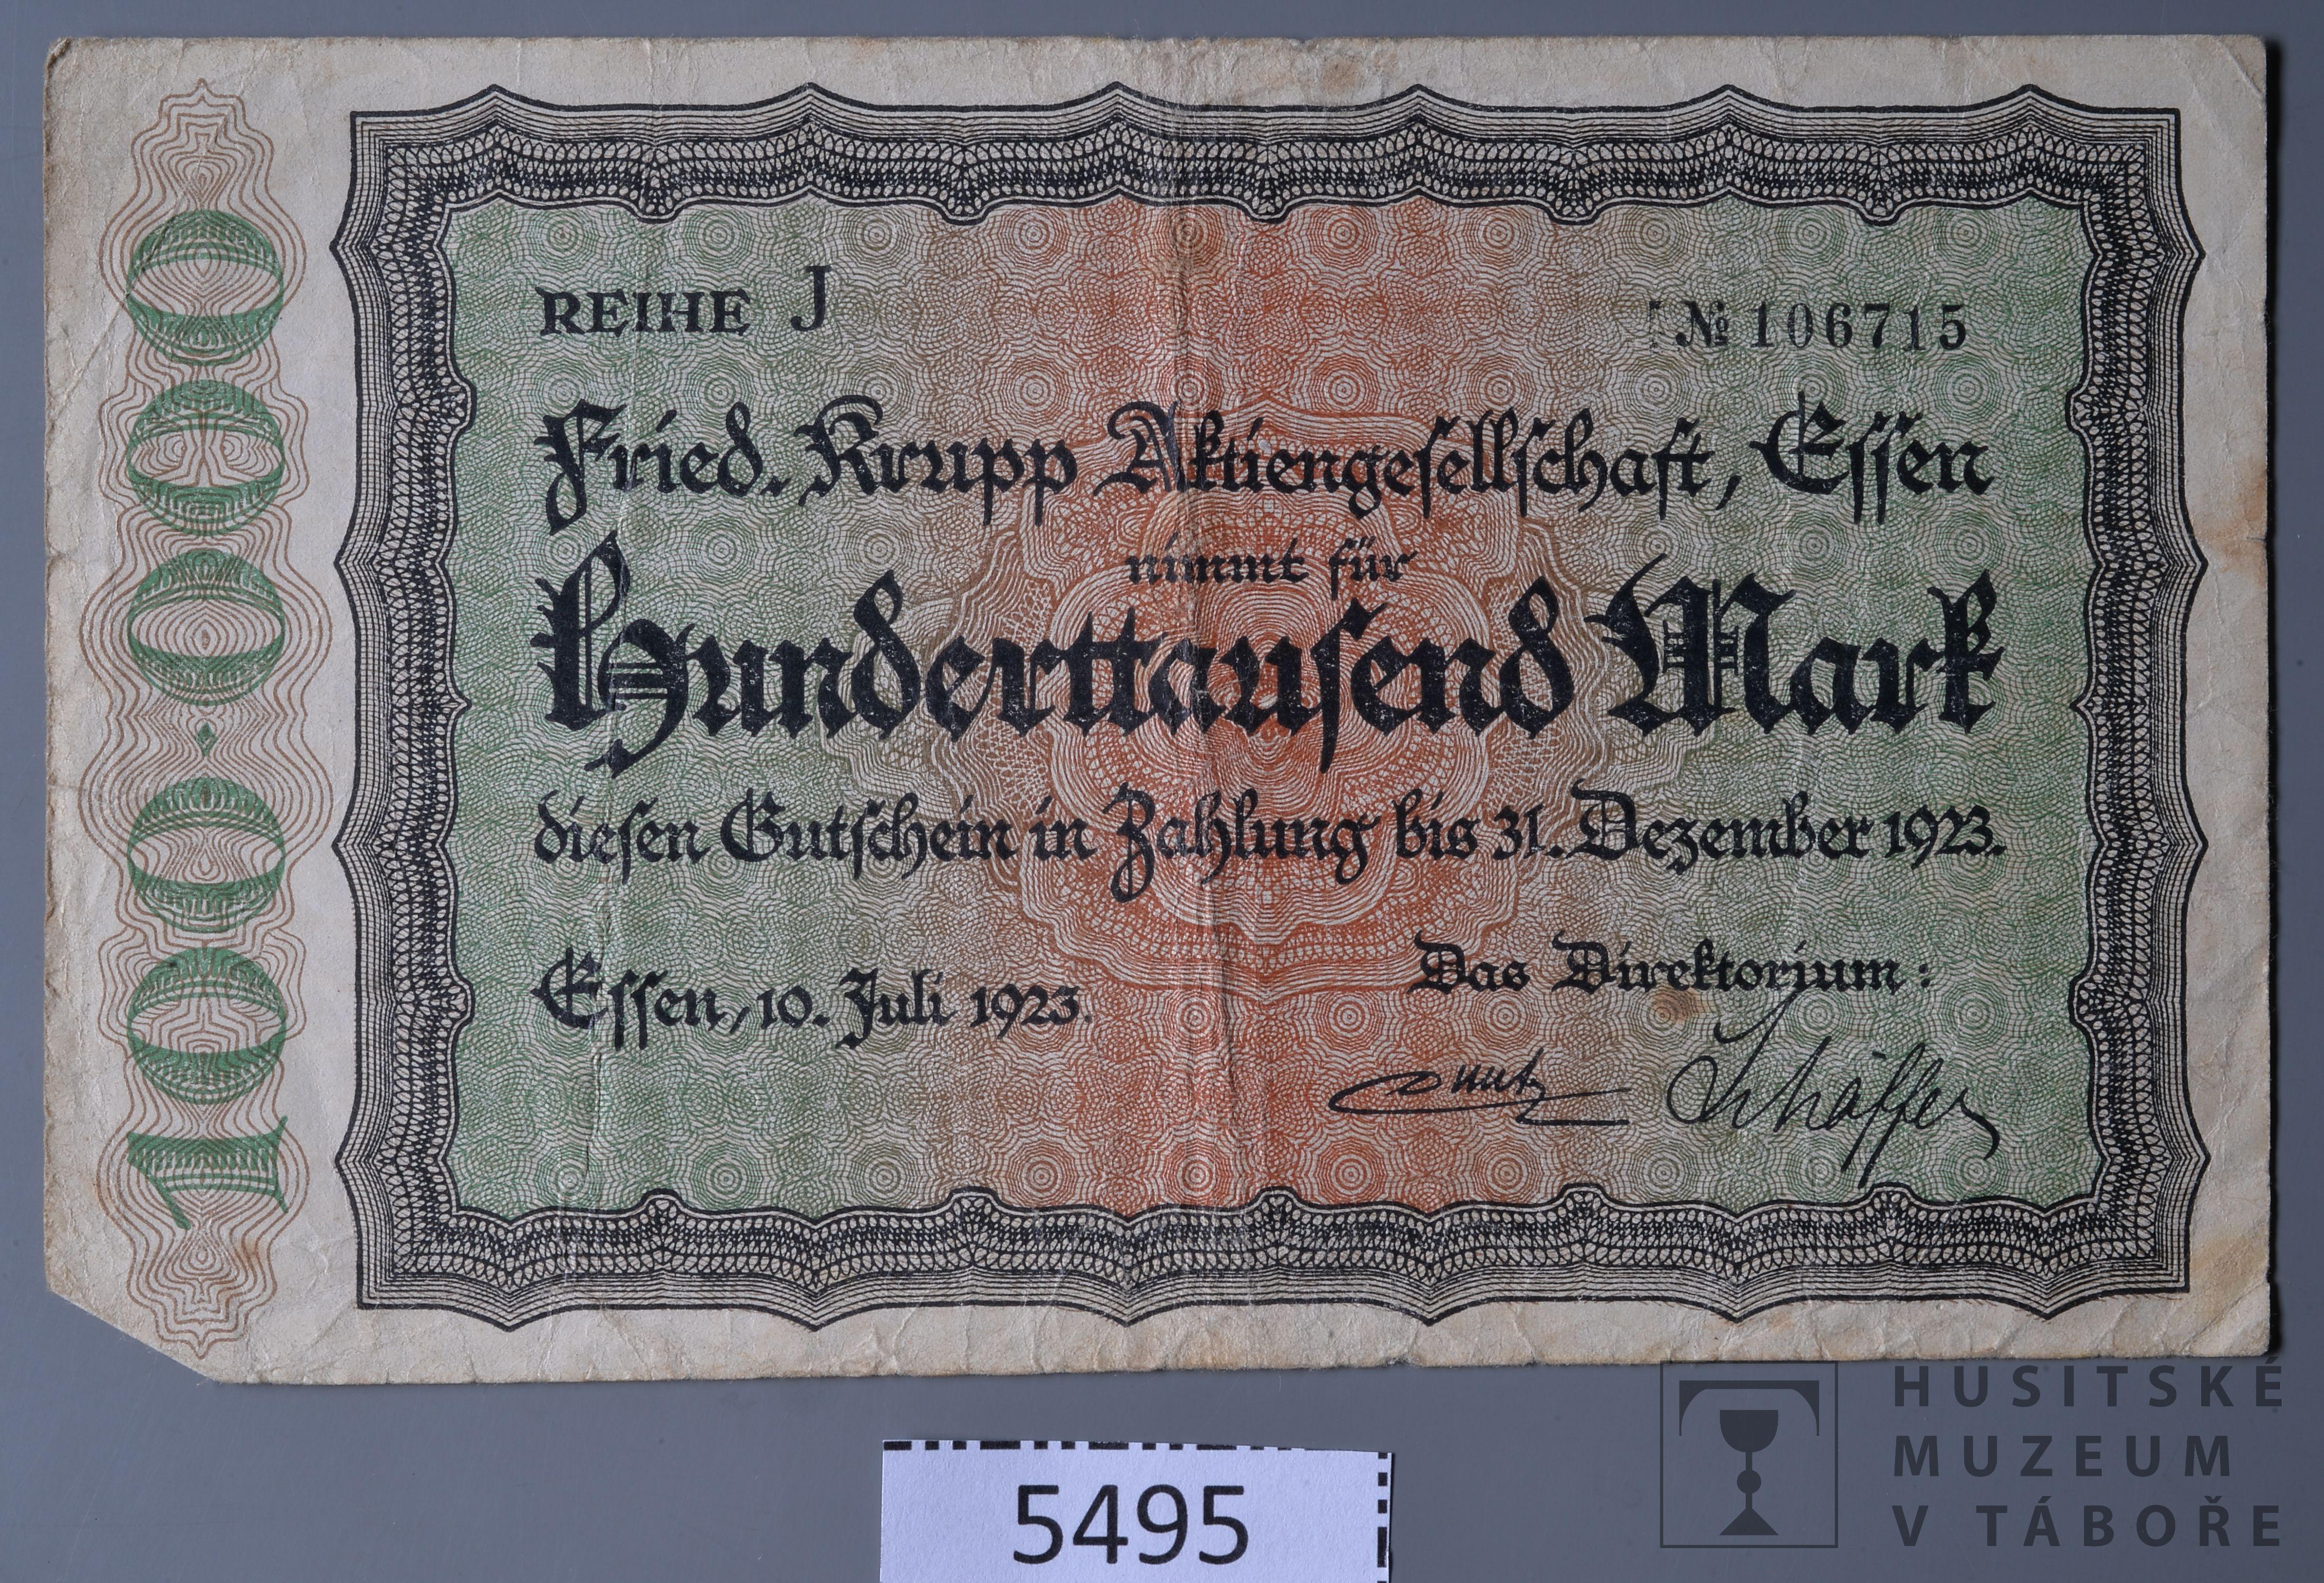 100.000
REIHE J
№ 106715
Fried. Krupp Aktiengesellschaft, Essen
nimmt für
Hunderttausend Mark
diesen Gutschein in Zahlung bis 31. Dezember 1923.
Essen, 10. Juli 1923.
Das Direktorium:
Schäffer
5495
HUSITSKÉ
MUZEUM
V TÁBOŘE